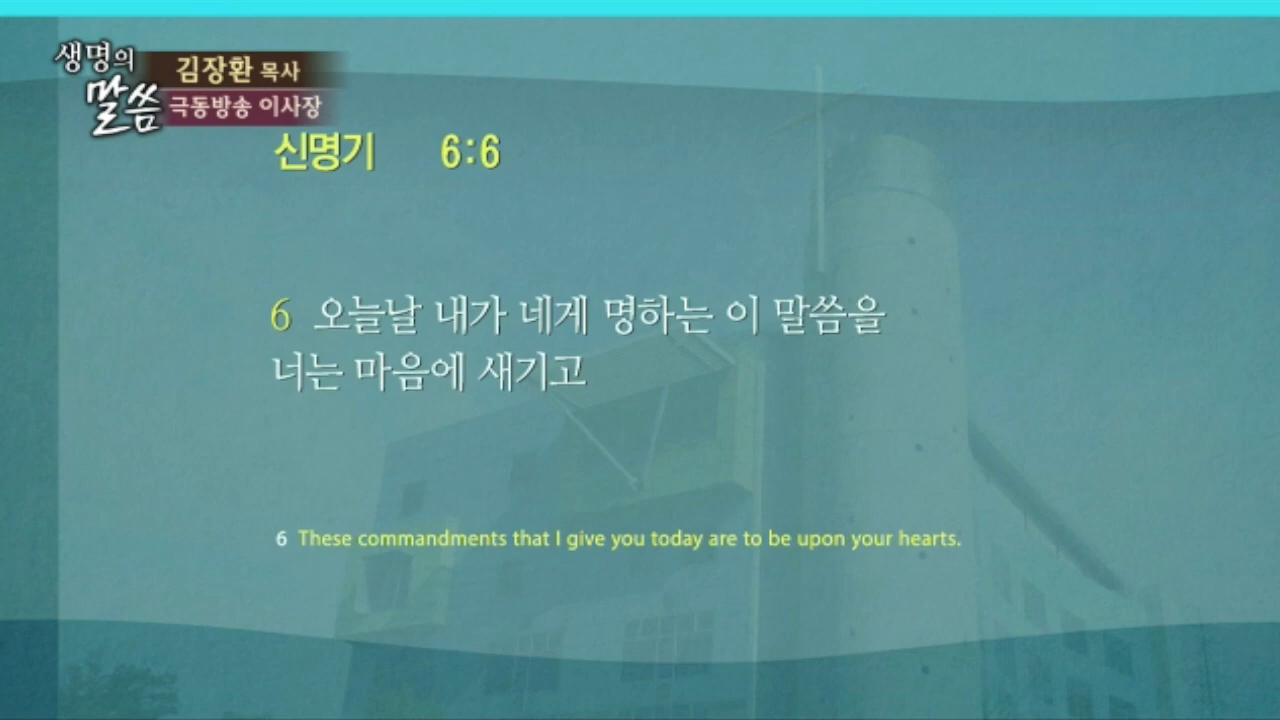 생명의
말씀
김장환 목사
극동방송 이사장
신명기 6:6
6 오늘날 내가 네게 명하는 이 말씀을
너는 마음에 새기고
6 These commandments that I give you today are to be upon your hearts.